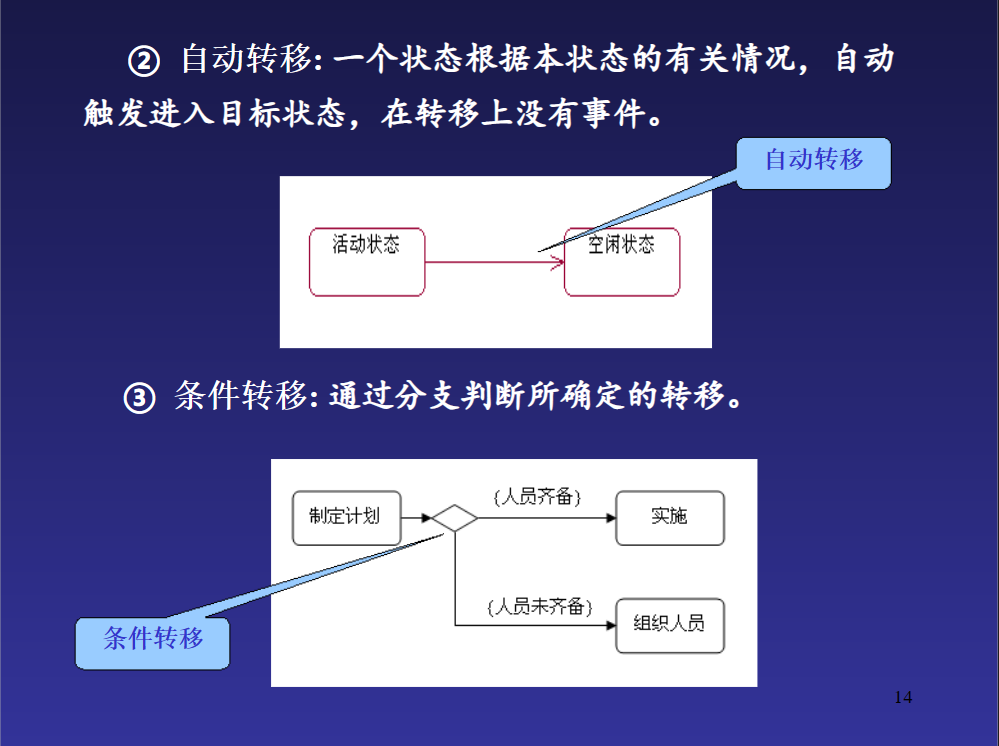 ② 自动转移: 一个状态根据本状态的有关情况，自动
触发进入目标状态，在转移上没有事件。
自动转移
活动状态
空闲状态
③ 条件转移: 通过分支判断所确定的转移。
{人员齐备}
制定计划
实施
{人员未齐备}
组织人员
条件转移
14